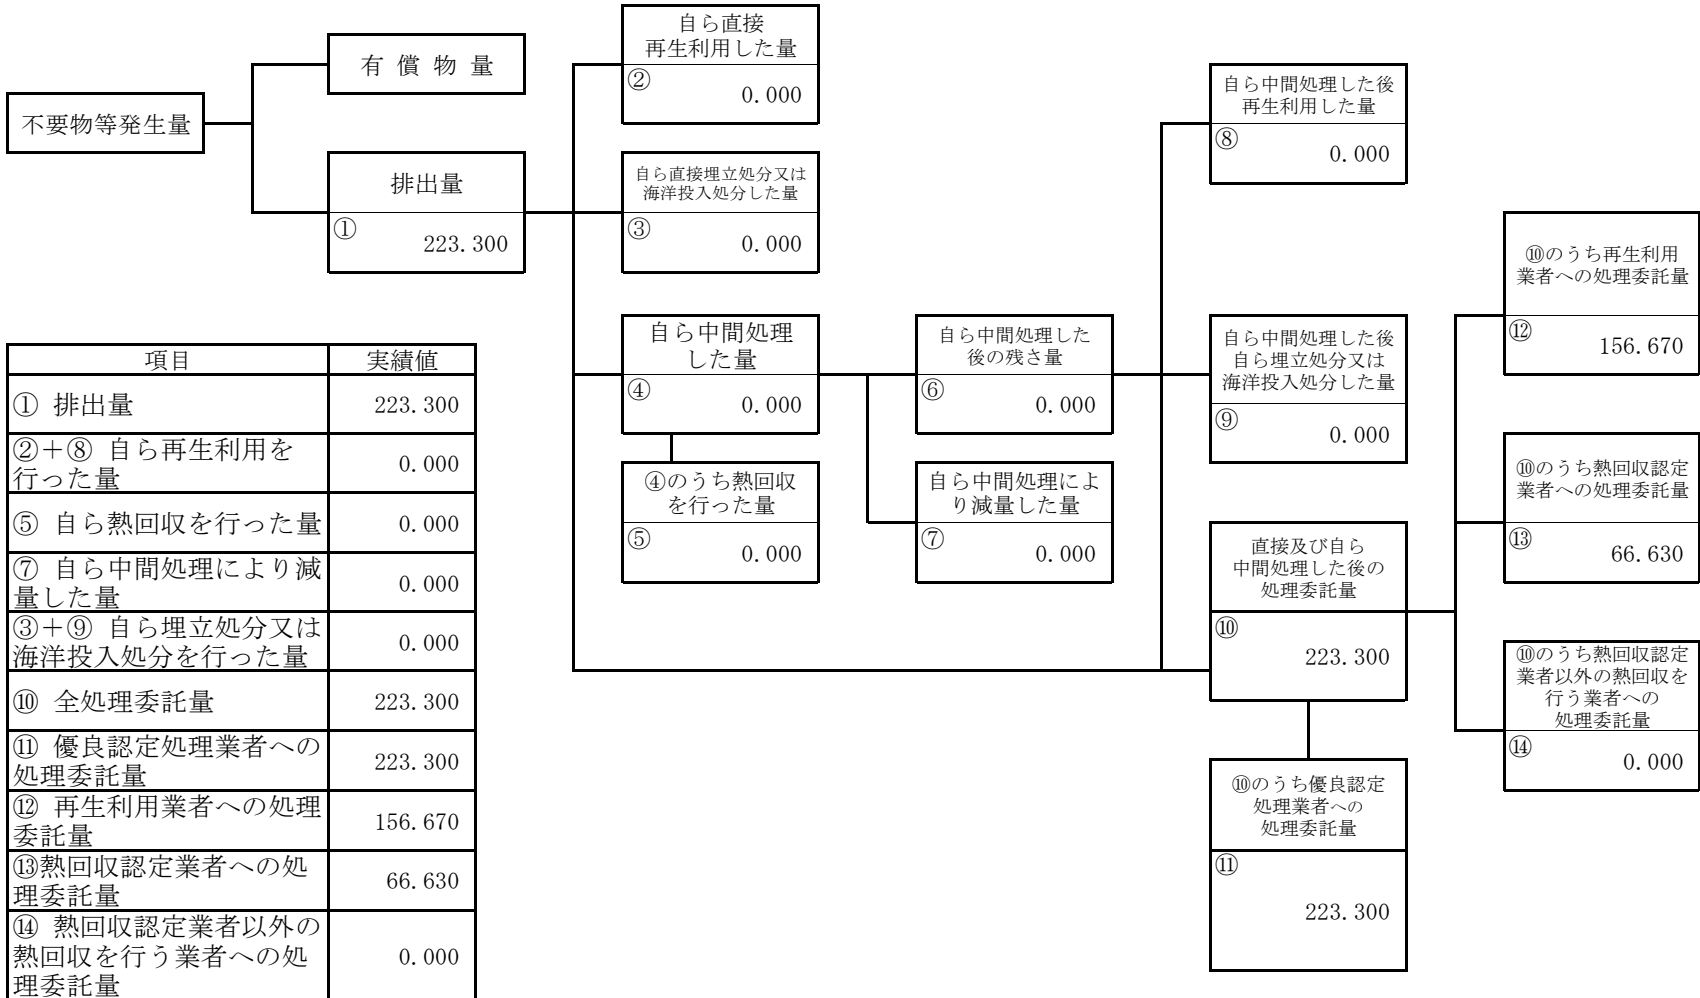 不要物等発生量
有 償 物 量
排出量
①
223.300
自ら直接
再生利用した量
②
0.000
自ら直接埋立処分又は
海洋投入処分した量
③
0.000
自ら中間処理
した量
④
0.000
④のうち熱回収
を行った量
⑤
0.000
自ら中間処理した
後の残さ量
⑥
0.000
自ら中間処理によ
り減量した量
⑦
0.000
自ら中間処理した後
再生利用した量
⑧
0.000
自ら中間処理した後
自ら埋立処分又は
海洋投入処分した量
⑨
0.000
直接及び自ら
中間処理した後の
処理委託量
⑩
223.300
⑩のうち優良認定
処理業者への
処理委託量
⑪
223.300
⑩のうち再生利用
業者への処理委託量
⑫
156.670
⑩のうち熱回収認定
業者への処理委託量
⑬
66.630
⑩のうち熱回収認定
業者以外の熱回収を
行う業者への
処理委託量
⑭
0.000
項目 実績値
① 排出量 223.300
②＋⑧ 自ら再生利用を
行った量 0.000
⑤ 自ら熱回収を行った量 0.000
⑦ 自ら中間処理により減
量した量 0.000
③＋⑨ 自ら埋立処分又は
海洋投入処分を行った量 0.000
⑩ 全処理委託量 223.300
⑪ 優良認定処理業者への
処理委託量 223.300
⑫ 再生利用業者への処理
委託量 156.670
⑬熱回収認定業者への処
理委託量 66.630
⑭ 熱回収認定業者以外の
熱回収を行う業者への処
理委託量 0.000